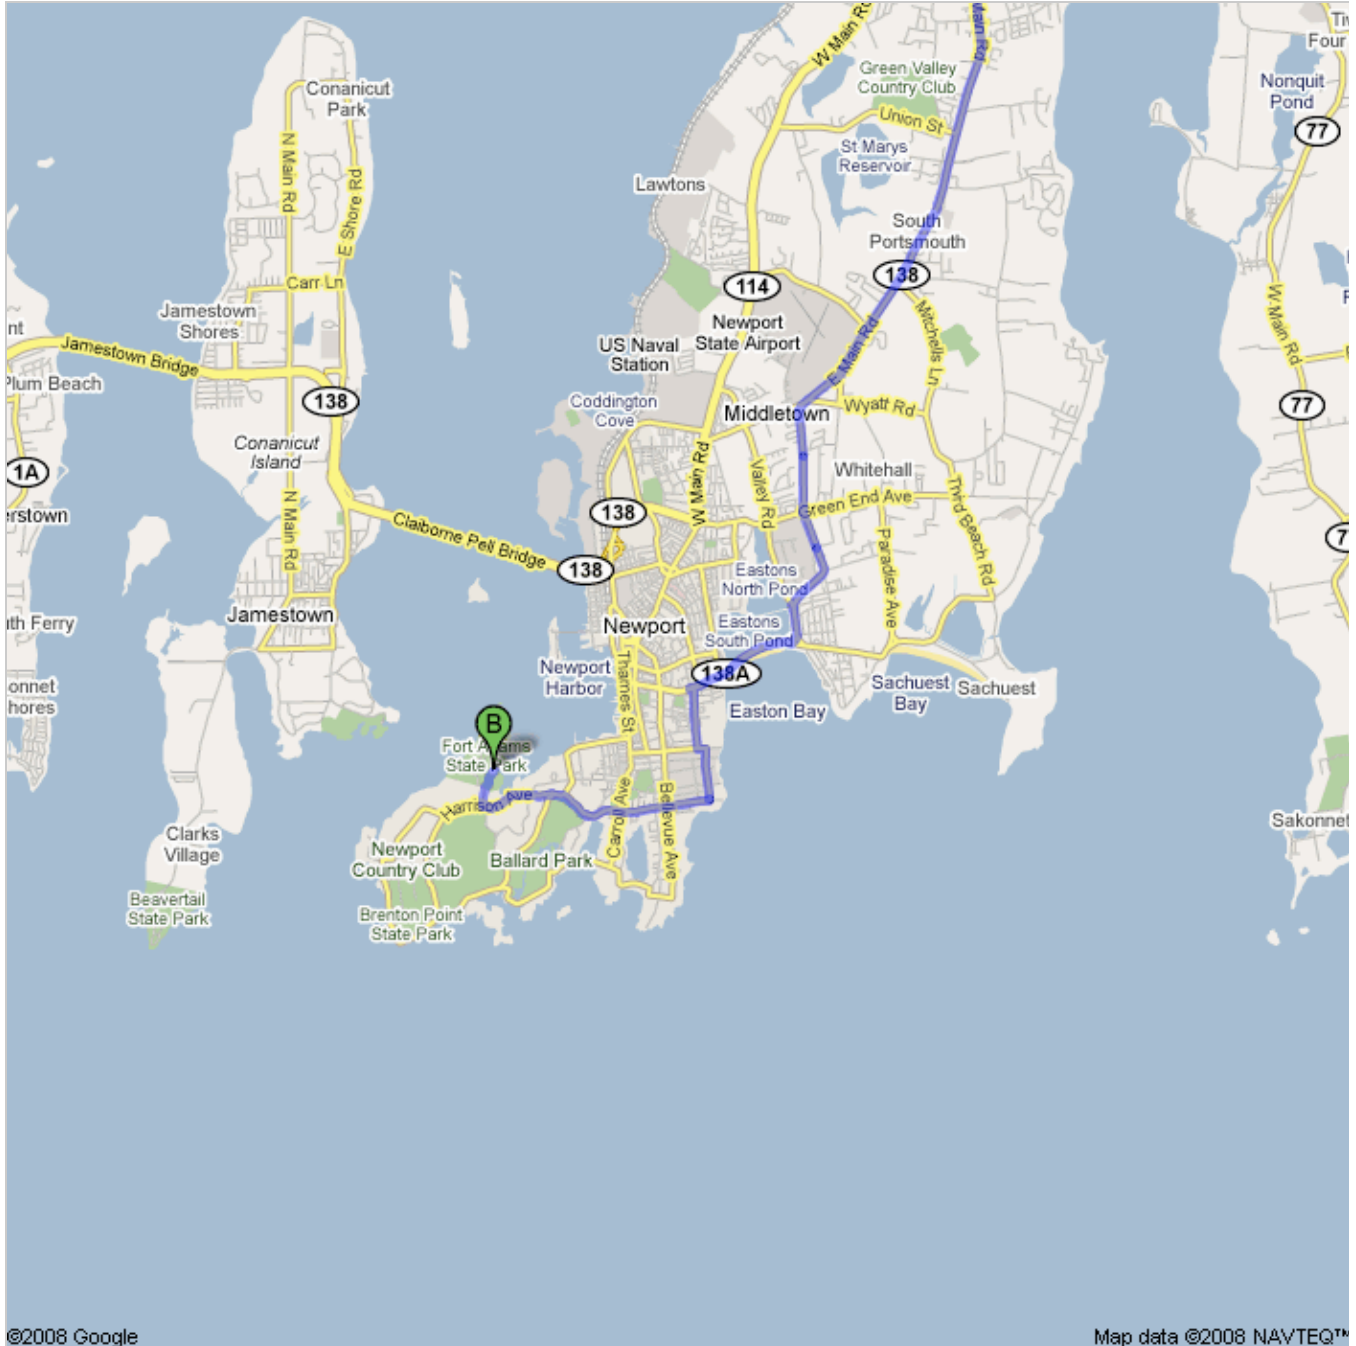 Main Rd
W Main Rd
Conanicut
Park
Green Valley
Country Club
Four
Nonquit
Pond
77
N Main Rd
Union St
St Marys
Reservoir
E Shore Rd
Lawtons
South
Portsmouth
138
114
Carr Ln
Jamestown
Shores
Mitchells Ln
W Main Rd
Newport
State Airport
US Naval
Station
E Main Rd
Jamestown Bridge
Plum Beach
138
Coddington
Cove
Middletown
Wyatt Rd
77
Conanicut
Island
1A
W Main Rd
Valley Rd
Whitehall
Third Beach Rd
Green End Ave
erstown
N Main Rd
138
Claiborne Pell Bridge
138
Eastons
North Pond
Paradise Ave
Jamestown
uth Ferry
Newport
Eastons
South Pond
Newport
Harbor
Thames St
138A
Sachuest
Bay
Sachuest
Easton Bay
onnet
hores
B
Fort Adams
State Park
Harrison Ave
Carroll Ave
Bellevue Ave
Sakonnet
Clarks
Village
Newport
Country Club
Ballard Park
Beavertail
State Park
Brenton Point
State Park
©2008 Google
Map data ©2008 NAVTEQ™